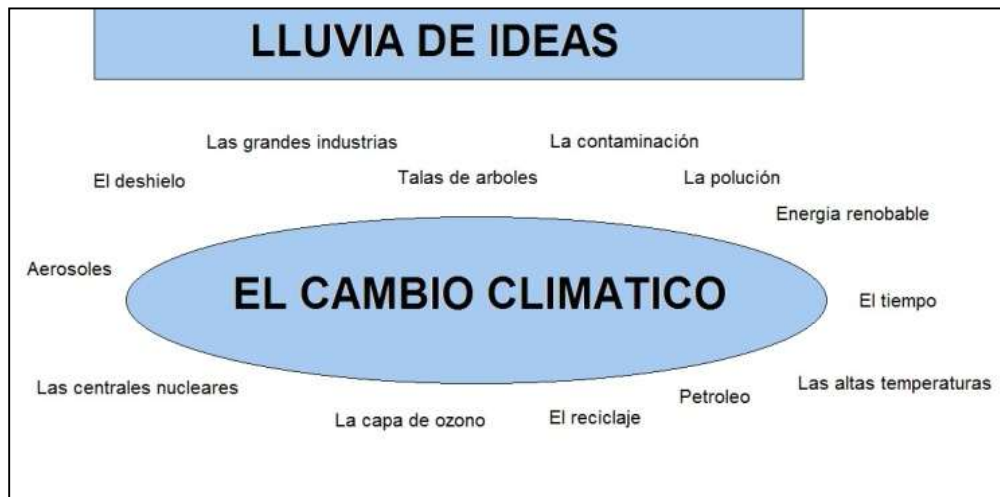 LLUVIA DE IDEAS
Las grandes industrias
La contaminación
El deshielo
Talas de arboles
La polución
Energia renobable
Aerosoles
EL CAMBIO CLIMATICO
El tiempo
Las centrales nucleares
Las altas temperaturas
Petroleo
La capa de ozono
El reciclaje